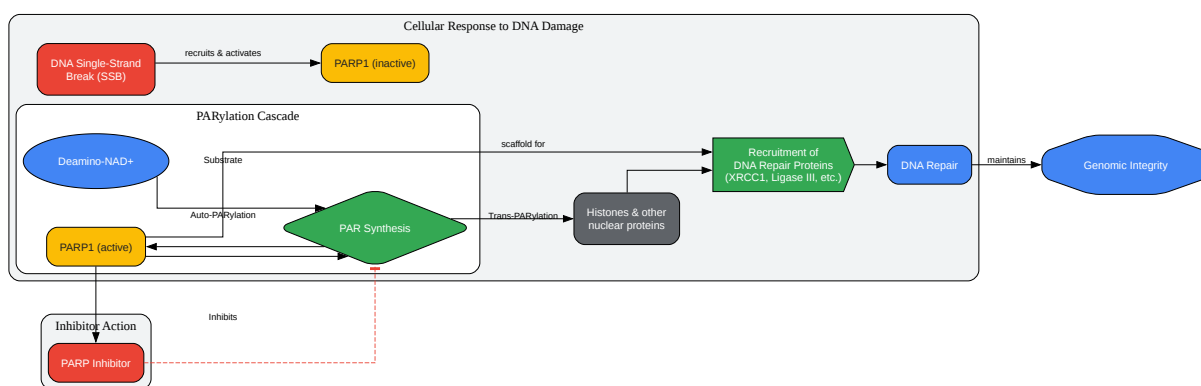 Cellular Response to DNA Damage
DNA Single-Strand
Break (SSB)
recruits & activates
PARP1 (inactive)
PARylation Cascade
Deamino-NAD+
Substrate
scaffold for
Recruitment of
DNA Repair Proteins
(XRCC1, Ligase III, etc.)
DNA Repair
maintains
Genomic Integrity
Auto-PARylation
PAR Synthesis
Trans-PARylation
Histones & other
nuclear proteins
PARP1 (active)
Inhibits
Inhibitor Action
PARP Inhibitor